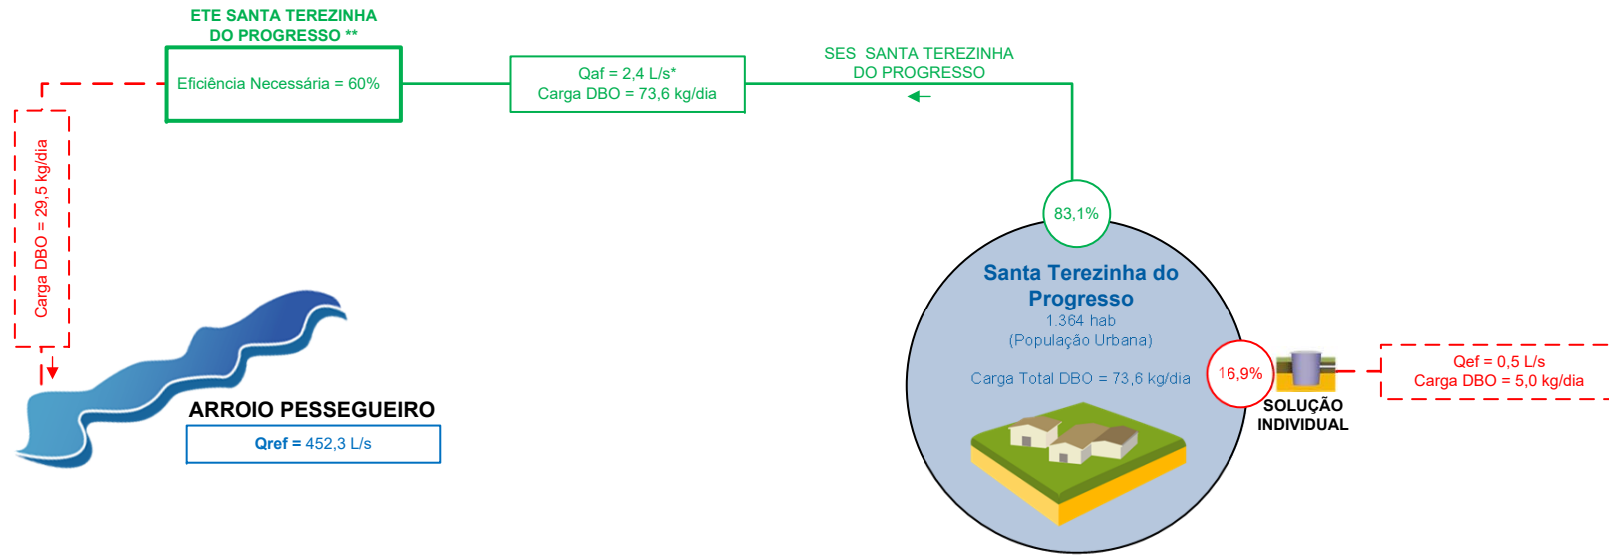 ETE SANTA TEREZINHA
DO PROGRESSO **
Eficiência Necessária = 60%
Qaf = 2,4 L/s*
Carga DBO = 73,6 kg/dia
SES SANTA TEREZINHA
DO PROGRESSO
Carga DBO = 29,5 kg/dia
83,1%
Santa Terezinha do
Progresso
1.364 hab
(População Urbana)
Carga Total DBO = 73,6 kg/dia
16,9%
SOLUÇÃO
INDIVIDUAL
Qef = 0,5 L/s
Carga DBO = 5,0 kg/dia
ARROIO PESSEGUEIRO
Qref = 452,3 L/s